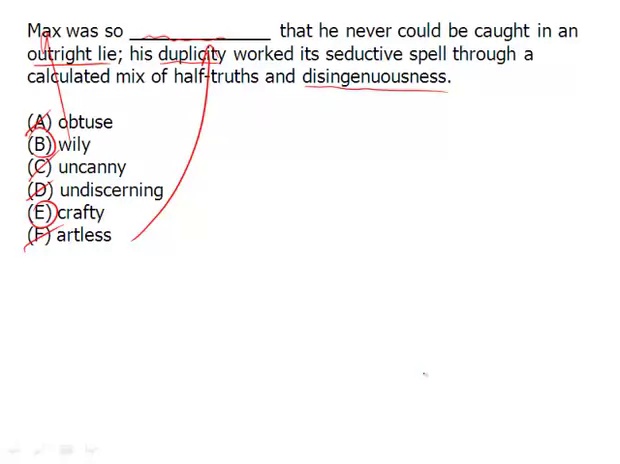 Max was so _______________ that he never could be caught in an
outright lie; his duplicity worked its seductive spell through a
calculated mix of half-truths and disingenuousness.
(A) obtuse
(B) wily
(C) uncanny
(D) undiscerning
(E) crafty
(F) artless